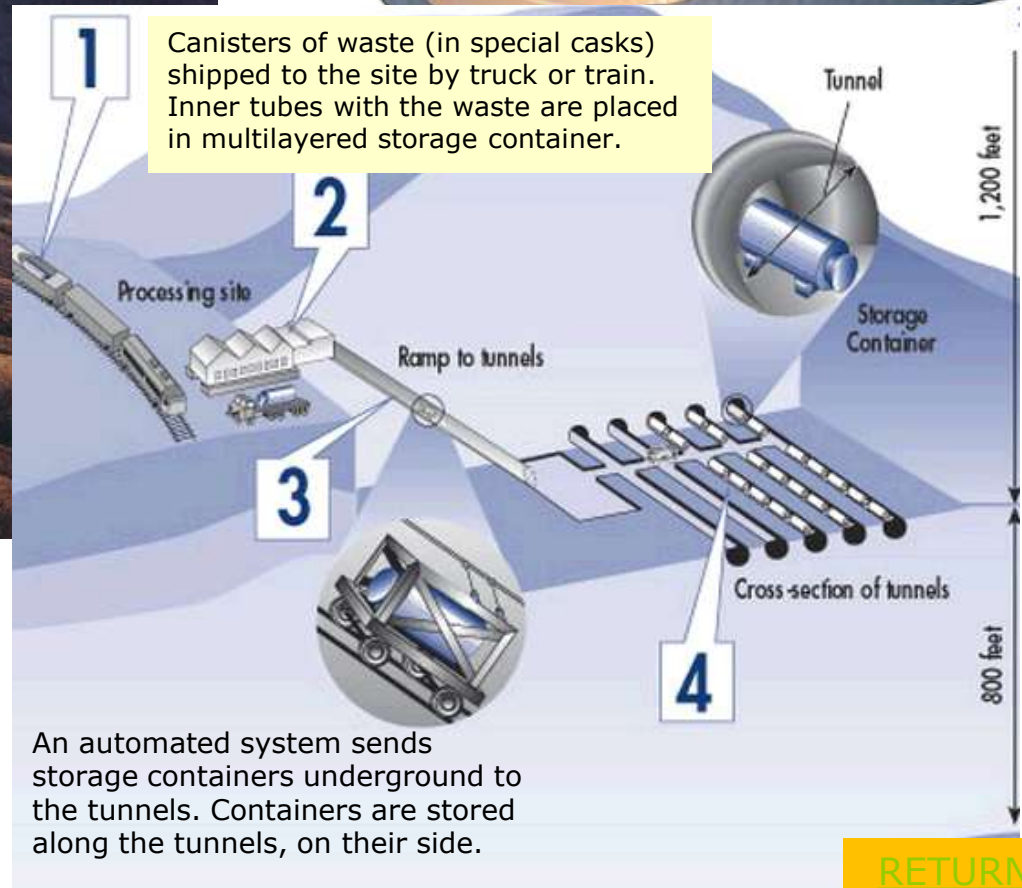 1
Canisters of waste (in special casks)
shipped to the site by truck or train.
Inner tubes with the waste are placed
in multilayered storage container.
Tunnel
1,200 feet
2
Processing site
Storage
Container
Ramp to tunnels
3
Cross-section of tunnels
4
800 feet
An automated system sends
storage containers underground to
the tunnels. Containers are stored
along the tunnels, on their side.
RETURN